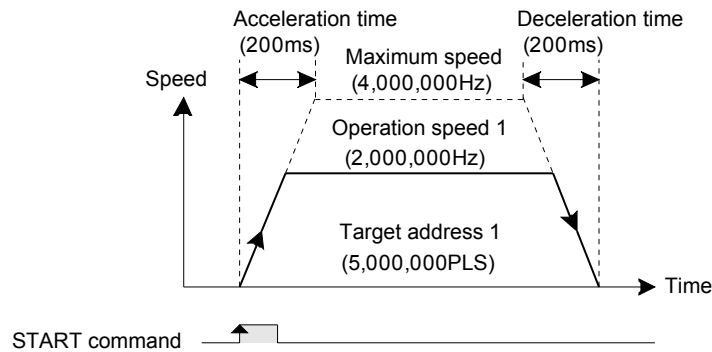 Acceleration time
(200ms)
Deceleration time
(200ms)
Maximum speed
(4,000,000Hz)
Speed
Operation speed 1
(2,000,000Hz)
Target address 1
(5,000,000PLS)
Time
START command